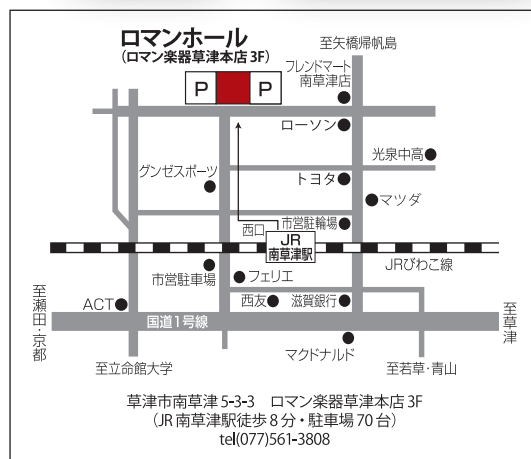 ロマンホール
(ロマン楽器草津本店3F)
至矢橋帰帆島
フレンドマート
南草津店
P
P
ローソン
光泉中高
グンゼスポーツ
トヨタ
マツダ
西口
市営駐輪場
JR
南草津駅
JRびわこ線
市営駐車場
フェリエ
至瀬田・京都
ACT
西友
滋賀銀行
至草津
国道1号線
マクドナルド
至立命館大学
至若草・青山
草津市南草津 5-3-3 ロマン楽器草津本店 3F
(JR 南草津駅徒歩 8 分・駐車場 70 台)
tel(077)561-3808